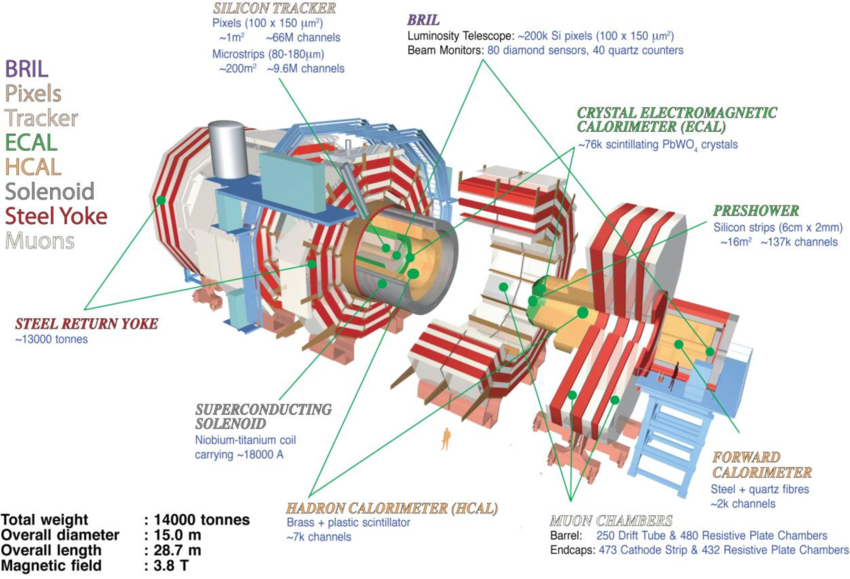 SILICON TRACKER
Pixels (100 x 150 μm²)
~1m² ~66M channels
Microstrips (80-180μm)
~200m² ~9.6M channels
BRIL
Luminosity Telescope: ~200k Si pixels (100 x 150 μm²)
Beam Monitors: 80 diamond sensors, 40 quartz counters
BRIL
Pixels
Tracker
ECAL
HCAL
Solenoid
Steel Yoke
Muons
CRYSTAL ELECTROMAGNETIC
CALORIMETER (ECAL)
~76k scintillating PbWO₄ crystals
PRESHOWER
Silicon strips (6cm x 2mm)
~16m² ~137k channels
STEEL RETURN YOKE
~13000 tonnes
SUPERCONDUCTING
SOLENOID
Niobium-titanium coil
carrying ~18000 A
FORWARD
CALORIMETER
Steel + quartz fibres
~2k channels
HADRON CALORIMETER (HCAL)
Brass + plastic scintillator
~7k channels
MUON CHAMBERS
Barrel: 250 Drift Tube & 480 Resistive Plate Chambers
Endcaps: 473 Cathode Strip & 432 Resistive Plate Chambers
Total weight : 14000 tonnes
Overall diameter : 15.0 m
Overall length : 28.7 m
Magnetic field : 3.8 T